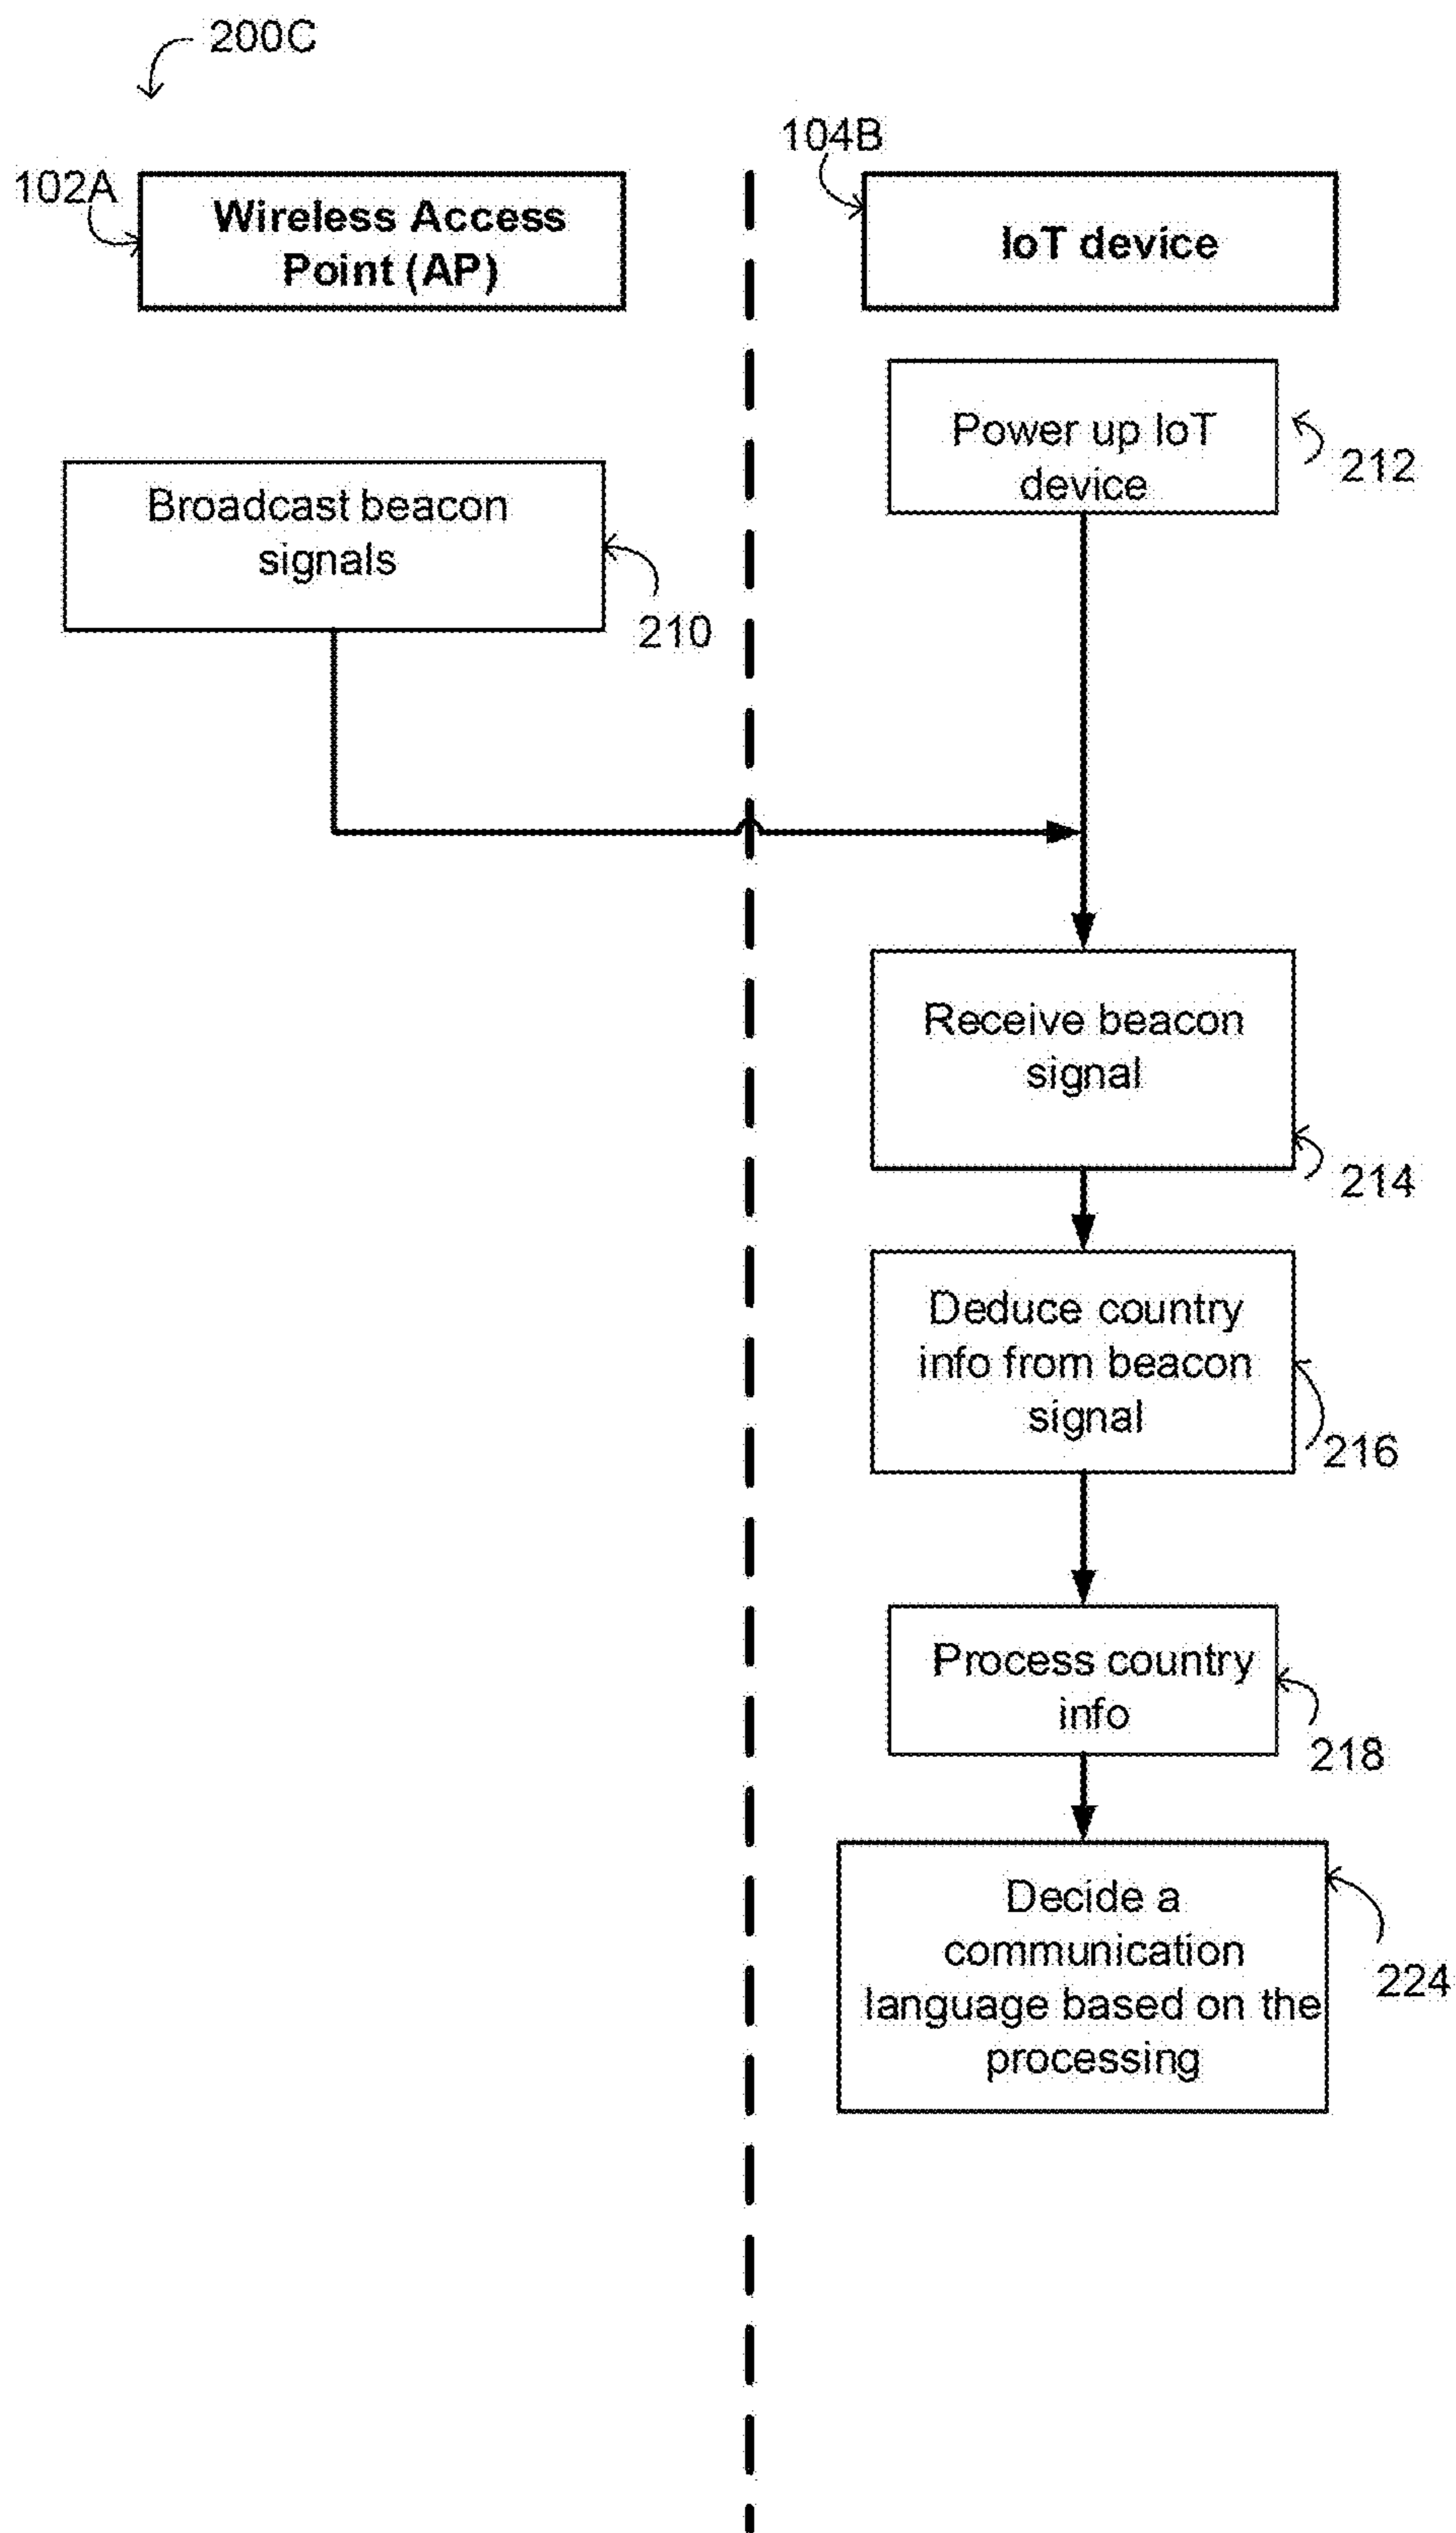 200C
102A
Wireless Access
Point (AP)
104B
IoT device
Power up IoT
device
212
Broadcast beacon
signals
210
Receive beacon
signal
214
Deduce country
info from beacon
signal
216
Process country
info
218
Decide a
communication
language based on the
processing
224